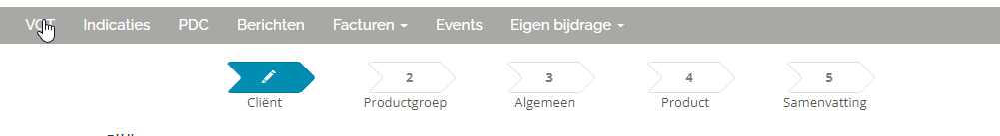 Indicaties PDC Berichten Facturen Events Eigen bijdrage
2 3 4 5
Cliënt Productgroep Algemeen Product Samenvatting